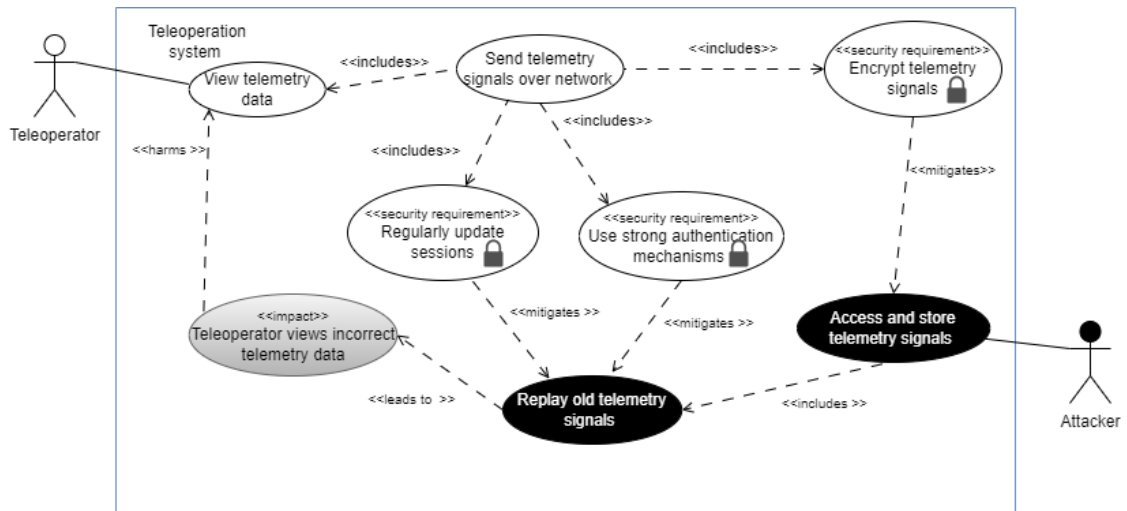 Teleoperation
system
Teleoperator
View telemetry
data
<<includes>>
Send telemetry
signals over network
<<includes>>
<<security requirement>>
Encrypt telemetry
signals
<<harms >>
<<includes>>
<<includes>>
<<mitigates>>
<<security requirement>>
Regularly update
sessions
<<security requirement>>
Use strong authentication
mechanisms
<<impact>>
Teleoperator views incorrect
telemetry data
<<mitigates >>
<<mitigates >>
Access and store
telemetry signals
<<leads to >>
Replay old telemetry
signals
<<includes >>
Attacker